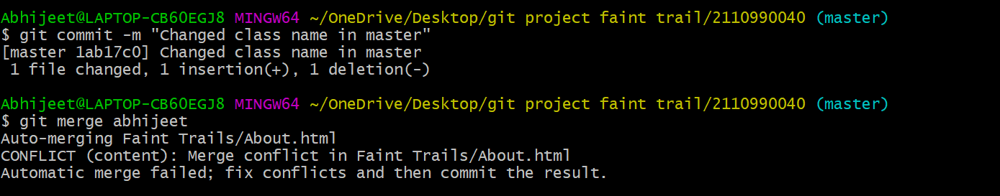 Abhijeet@LAPTOP-CB60EGJ8 MINGW64 ~/OneDrive/Desktop/git project faint trail/2110990040 (master)
$ git commit -m "Changed class name in master"
[master 1ab17c0] Changed class name in master
 1 file changed, 1 insertion(+), 1 deletion(-)
Abhijeet@LAPTOP-CB60EGJ8 MINGW64 ~/OneDrive/Desktop/git project faint trail/2110990040 (master)
$ git merge abhijeet
Auto-merging Faint Trails/About.html
CONFLICT (content): Merge conflict in Faint Trails/About.html
Automatic merge failed; fix conflicts and then commit the result.